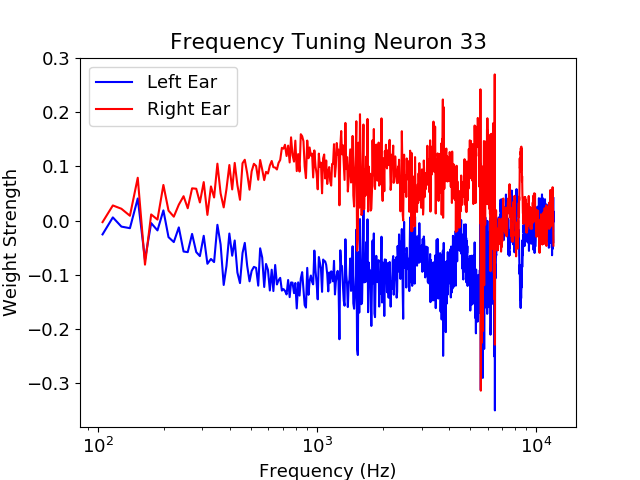 Frequency Tuning Neuron 33
Left Ear
Right Ear
Weight Strength
0.3
0.2
0.1
0.0
−0.1
−0.2
−0.3
10²
10³
10⁴
Frequency (Hz)